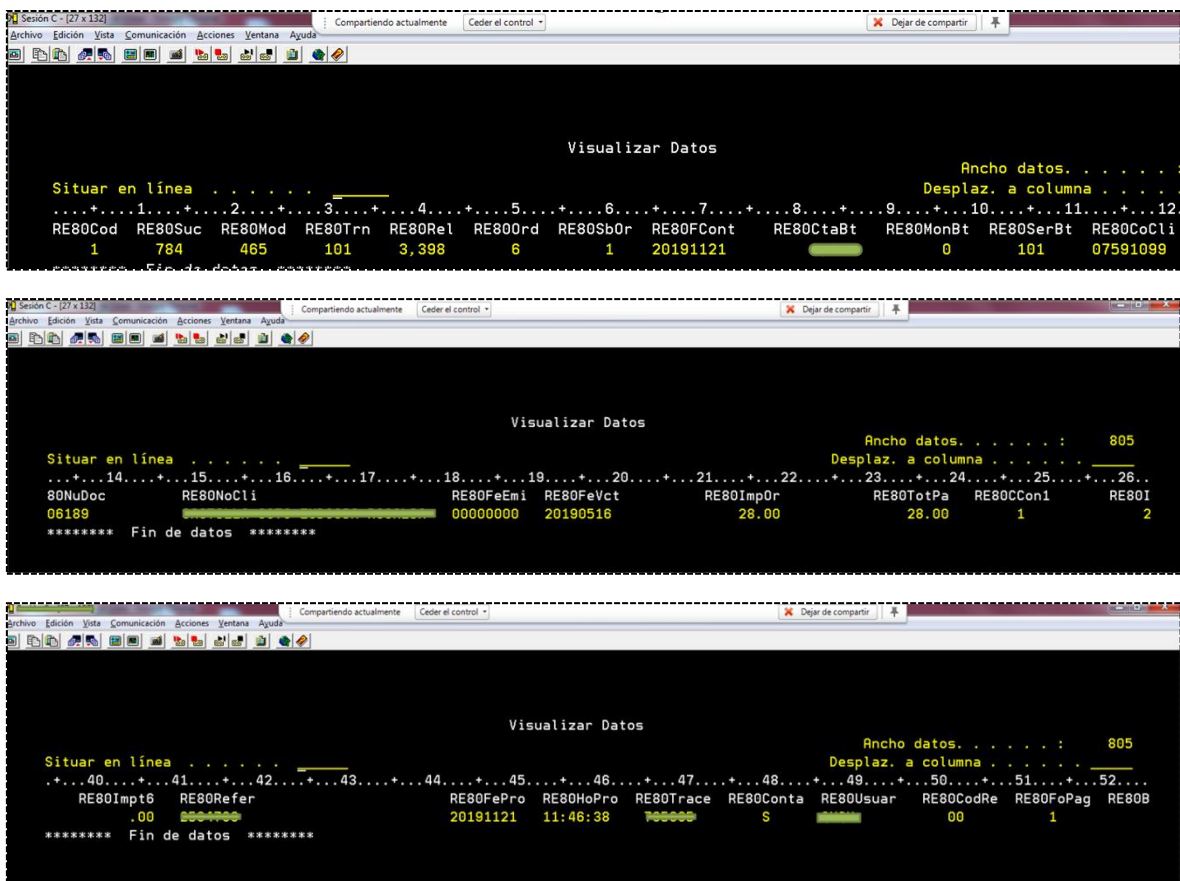 Sesión C - [27 x 132]
Compartiendo actualmente Ceder el control Dejar de compartir
Archivo Edición Vista Comunicación Acciones Ventana Ayuda
Visualizar Datos
Ancho datos. . . . . . :
Situar en línea . . . . . . Desplaz. a columna . . . . .
....+....1....+....2....+....3....+....4....+....5....+....6....+....7....+....8....+....9....+...10....+...11....+...12.
RE80Cod RE80Suc RE80Mod RE80Trn RE80Rel RE80Ord RE80SbOr RE80FCont RE80CtaBt RE80MonBt RE80SerBt RE80CoCli
1 784 465 101 3,398 6 1 20191121 0 101 07591099
******** Fin de datos ********
Sesión C - [27 x 132]
Compartiendo actualmente Ceder el control Dejar de compartir
Archivo Edición Vista Comunicación Acciones Ventana Ayuda
Visualizar Datos
Ancho datos. . . . . . : 805
Situar en línea . . . . . . Desplaz. a columna . . . . . .
...+...14....+...15....+...16....+...17....+...18....+...19....+...20....+...21....+...22....+...23....+...24....+...25....+...26..
80NuDoc RE80NoCli RE80FeEmi RE80FeVct RE80ImpOr RE80TotPa RE80CCon1 RE80I
06189 00000000 20190516 28.00 28.00 1 2
******** Fin de datos ********
Compartiendo actualmente Ceder el control Dejar de compartir
Archivo Edición Vista Comunicación Acciones Ventana Ayuda
Visualizar Datos
Ancho datos. . . . . . : 805
Situar en línea . . . . . . Desplaz. a columna . . . . . .
.+...40....+...41....+...42....+...43....+...44....+...45....+...46....+...47....+...48....+...49....+...50....+...51....+...52....
RE80Impt6 RE80Refer RE80FePro RE80HoPro RE80Trace RE80Conta RE80Usuar RE80CodRe RE80FoPag RE80B
.00 20191121 11:46:38 S 00 1
******** Fin de datos ********